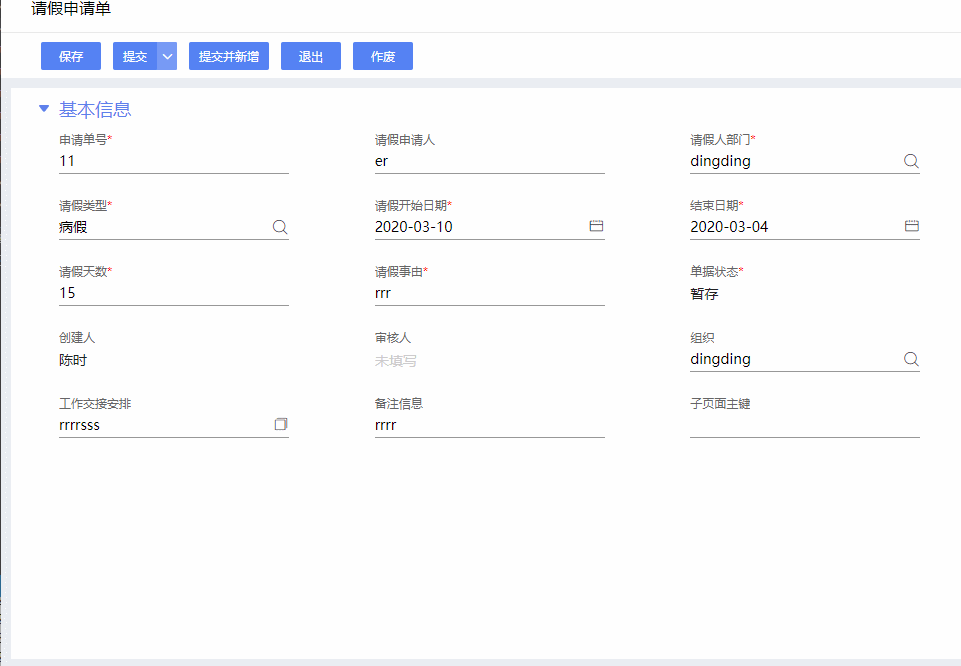 请假申请单
保存 提交 提交并新增 退出 作废
基本信息
申请单号* 请假申请人 请假人部门*
11 er dingding
请假类型* 请假开始日期* 结束日期*
病假 2020-03-10 2020-03-04
请假天数* 请假事由* 单据状态*
15 rrr 暂存
创建人 审核人 组织
陈时 未填写 dingding
工作交接安排 备注信息 子页面主键
rrrrsss rrrr